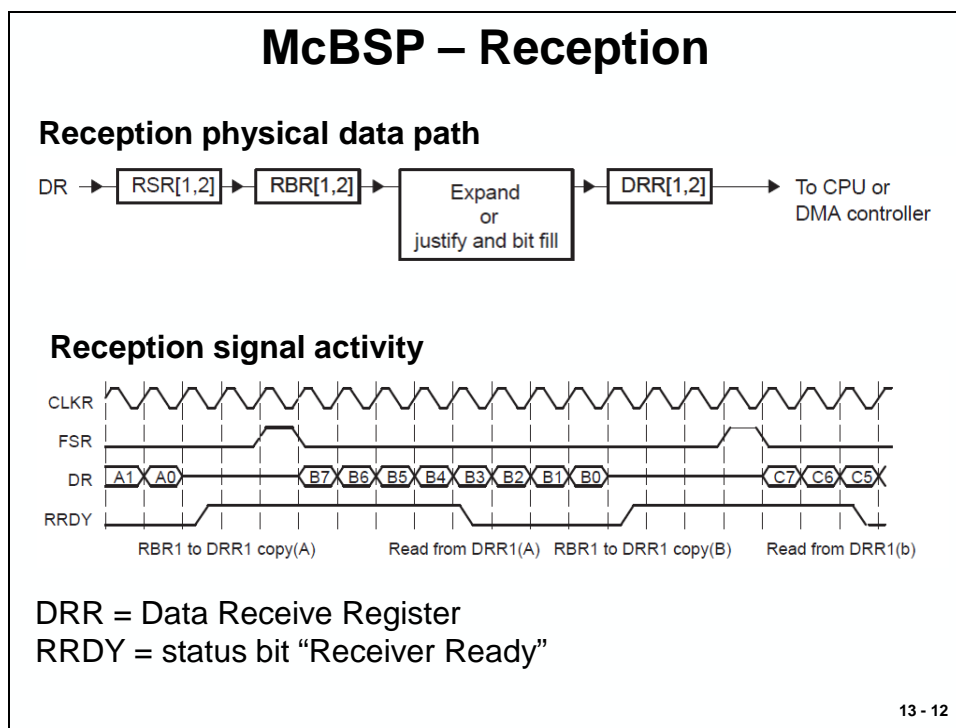 McBSP – Reception
Reception physical data path
DR RSR[1,2] RBR[1,2] Expand or justify and bit fill DRR[1,2] To CPU or DMA controller
Reception signal activity
CLKR
FSR
DR A1 A0 B7 B6 B5 B4 B3 B2 B1 B0 C7 C6 C5
RRDY
RBR1 to DRR1 copy(A) Read from DRR1(A) RBR1 to DRR1 copy(B) Read from DRR1(b)
DRR = Data Receive Register
RRDY = status bit “Receiver Ready”
13 - 12